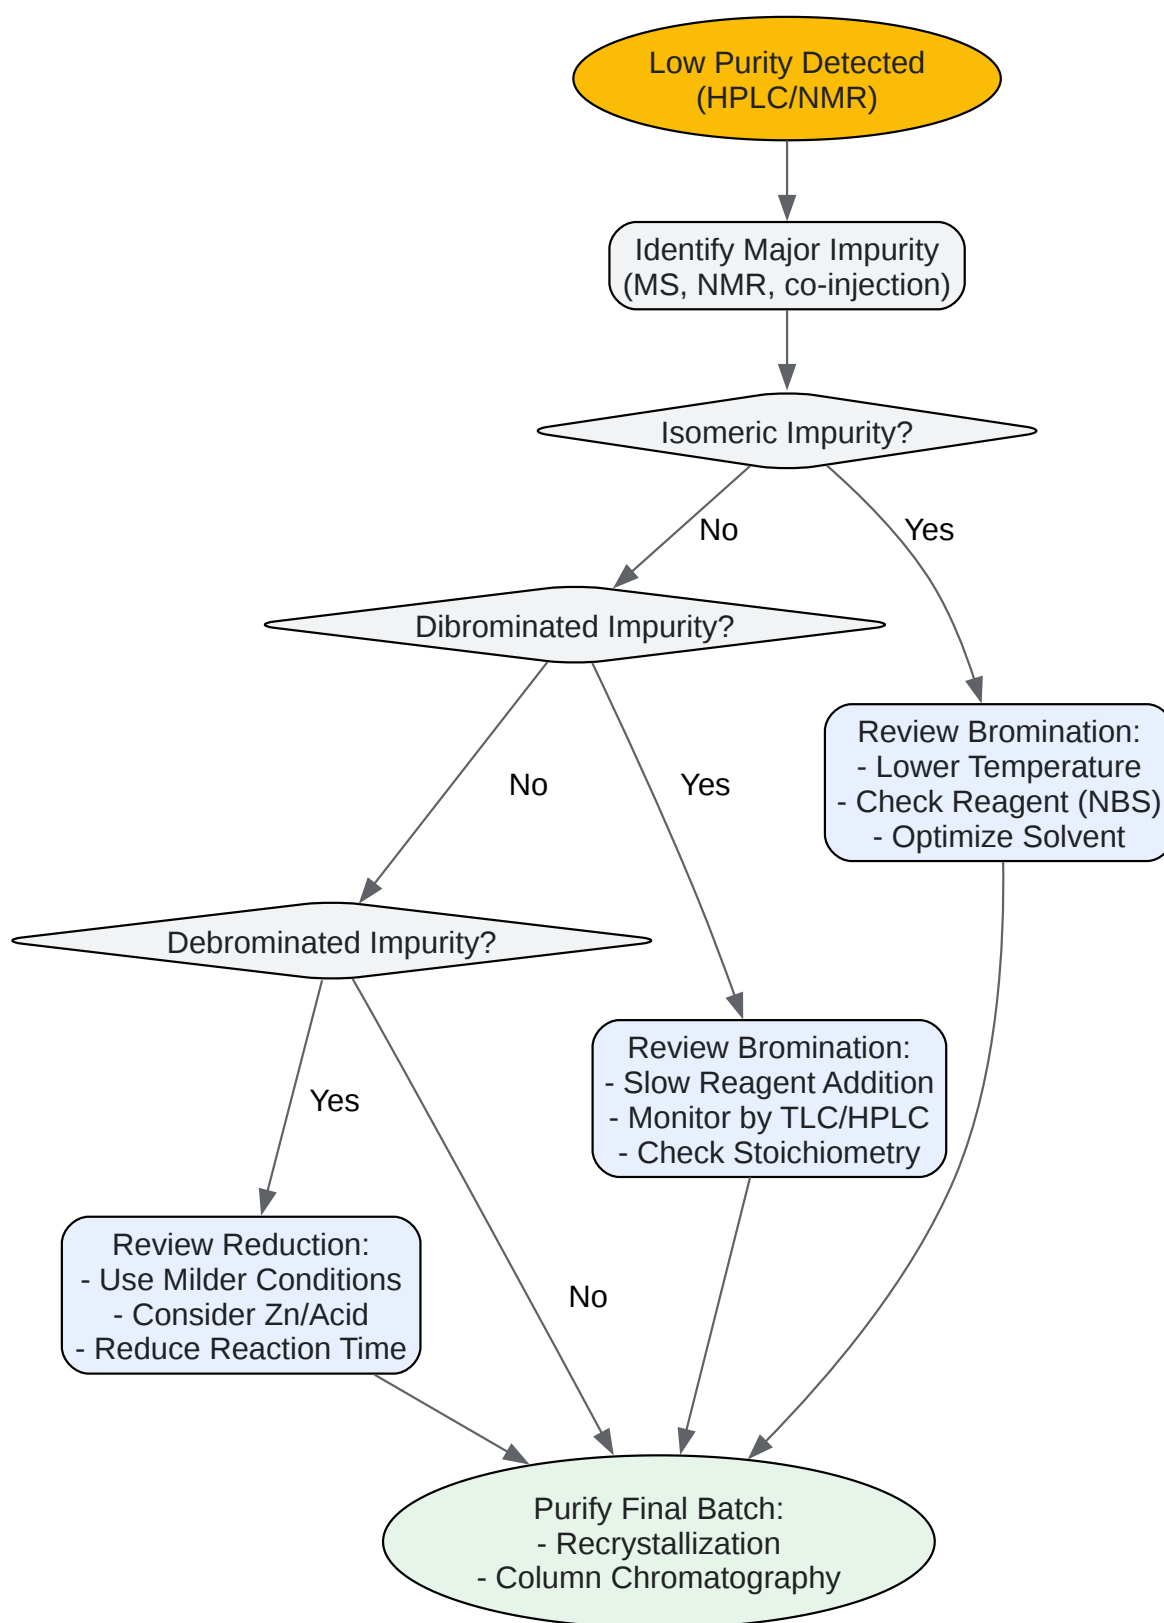 Low Purity Detected
(HPLC/NMR)
Identify Major Impurity
(MS, NMR, co-injection)
Isomeric Impurity?
No
Yes
Dibrominated Impurity?
Review Bromination:
- Lower Temperature
- Check Reagent (NBS)
- Optimize Solvent
No
Yes
Debrominated Impurity?
Review Bromination:
- Slow Reagent Addition
- Monitor by TLC/HPLC
- Check Stoichiometry
Yes
Review Reduction:
- Use Milder Conditions
- Consider Zn/Acid
- Reduce Reaction Time
No
Purify Final Batch:
- Recrystallization
- Column Chromatography